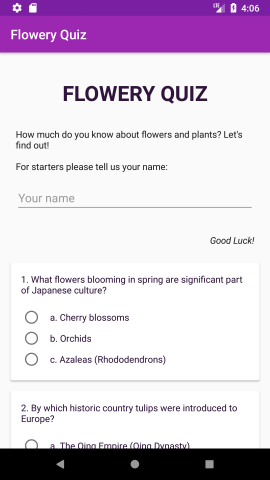 4:06
Flowery Quiz
FLOWERY QUIZ
How much do you know about flowers and plants? Let's
find out!
For starters please tell us your name:
Your name
Good Luck!
1. What flowers blooming in spring are significant part
of Japanese culture?
a. Cherry blossoms
b. Orchids
c. Azaleas (Rhododendrons)
2. By which historic country tulips were introduced to
Europe?
a. The Qing Empire (Qing Dynasty)